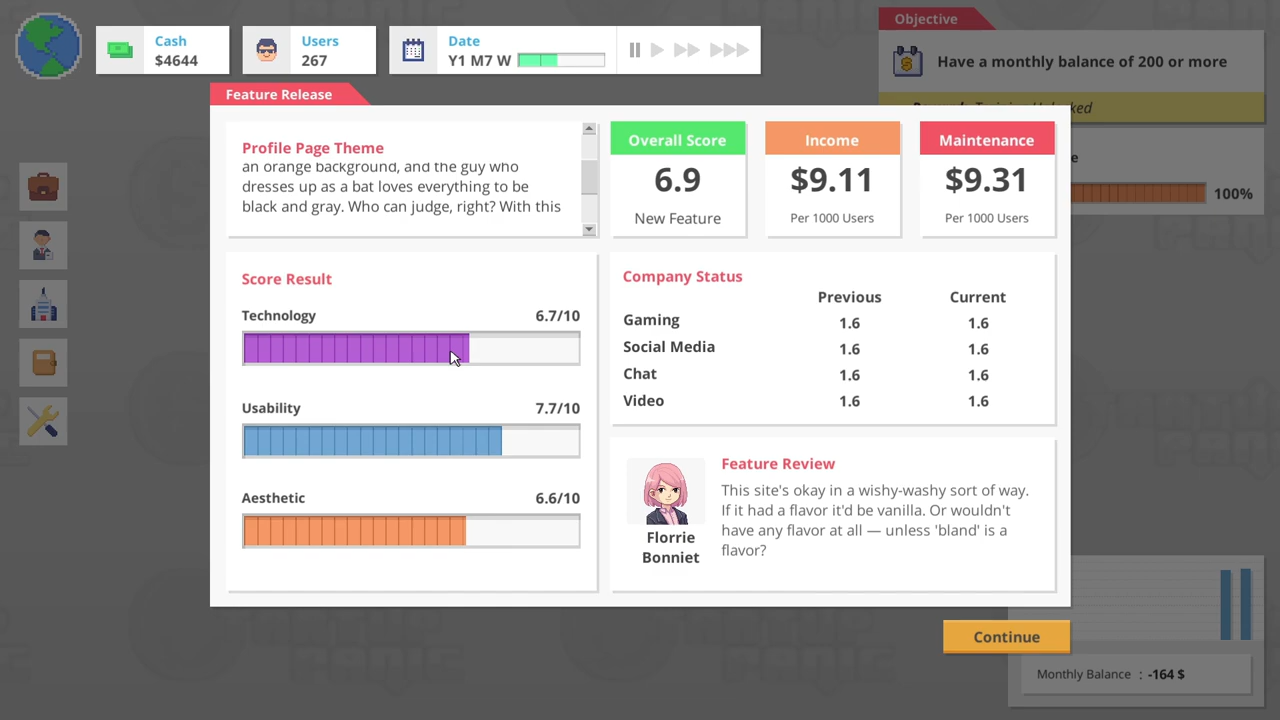 Cash
$4644
Users
267
Date
Y1 M7 W
Objective
Have a monthly balance of 200 or more
Feature Release
Profile Page Theme
an orange background, and the guy who
dresses up as a bat loves everything to be
black and gray. Who can judge, right? With this
Overall Score
6.9
New Feature
Income
$9.11
Per 1000 Users
Maintenance
$9.31
Per 1000 Users
100%
Score Result
Technology
6.7/10
Usability
7.7/10
Aesthetic
6.6/10
Company Status
Previous
Current
Gaming
1.6
1.6
Social Media
1.6
1.6
Chat
1.6
1.6
Video
1.6
1.6
Florrie
Bonniet
Feature Review
This site's okay in a wishy-washy sort of way.
If it had a flavor it'd be vanilla. Or wouldn't
have any flavor at all — unless 'bland' is a
flavor?
Continue
Monthly Balance : -164 $